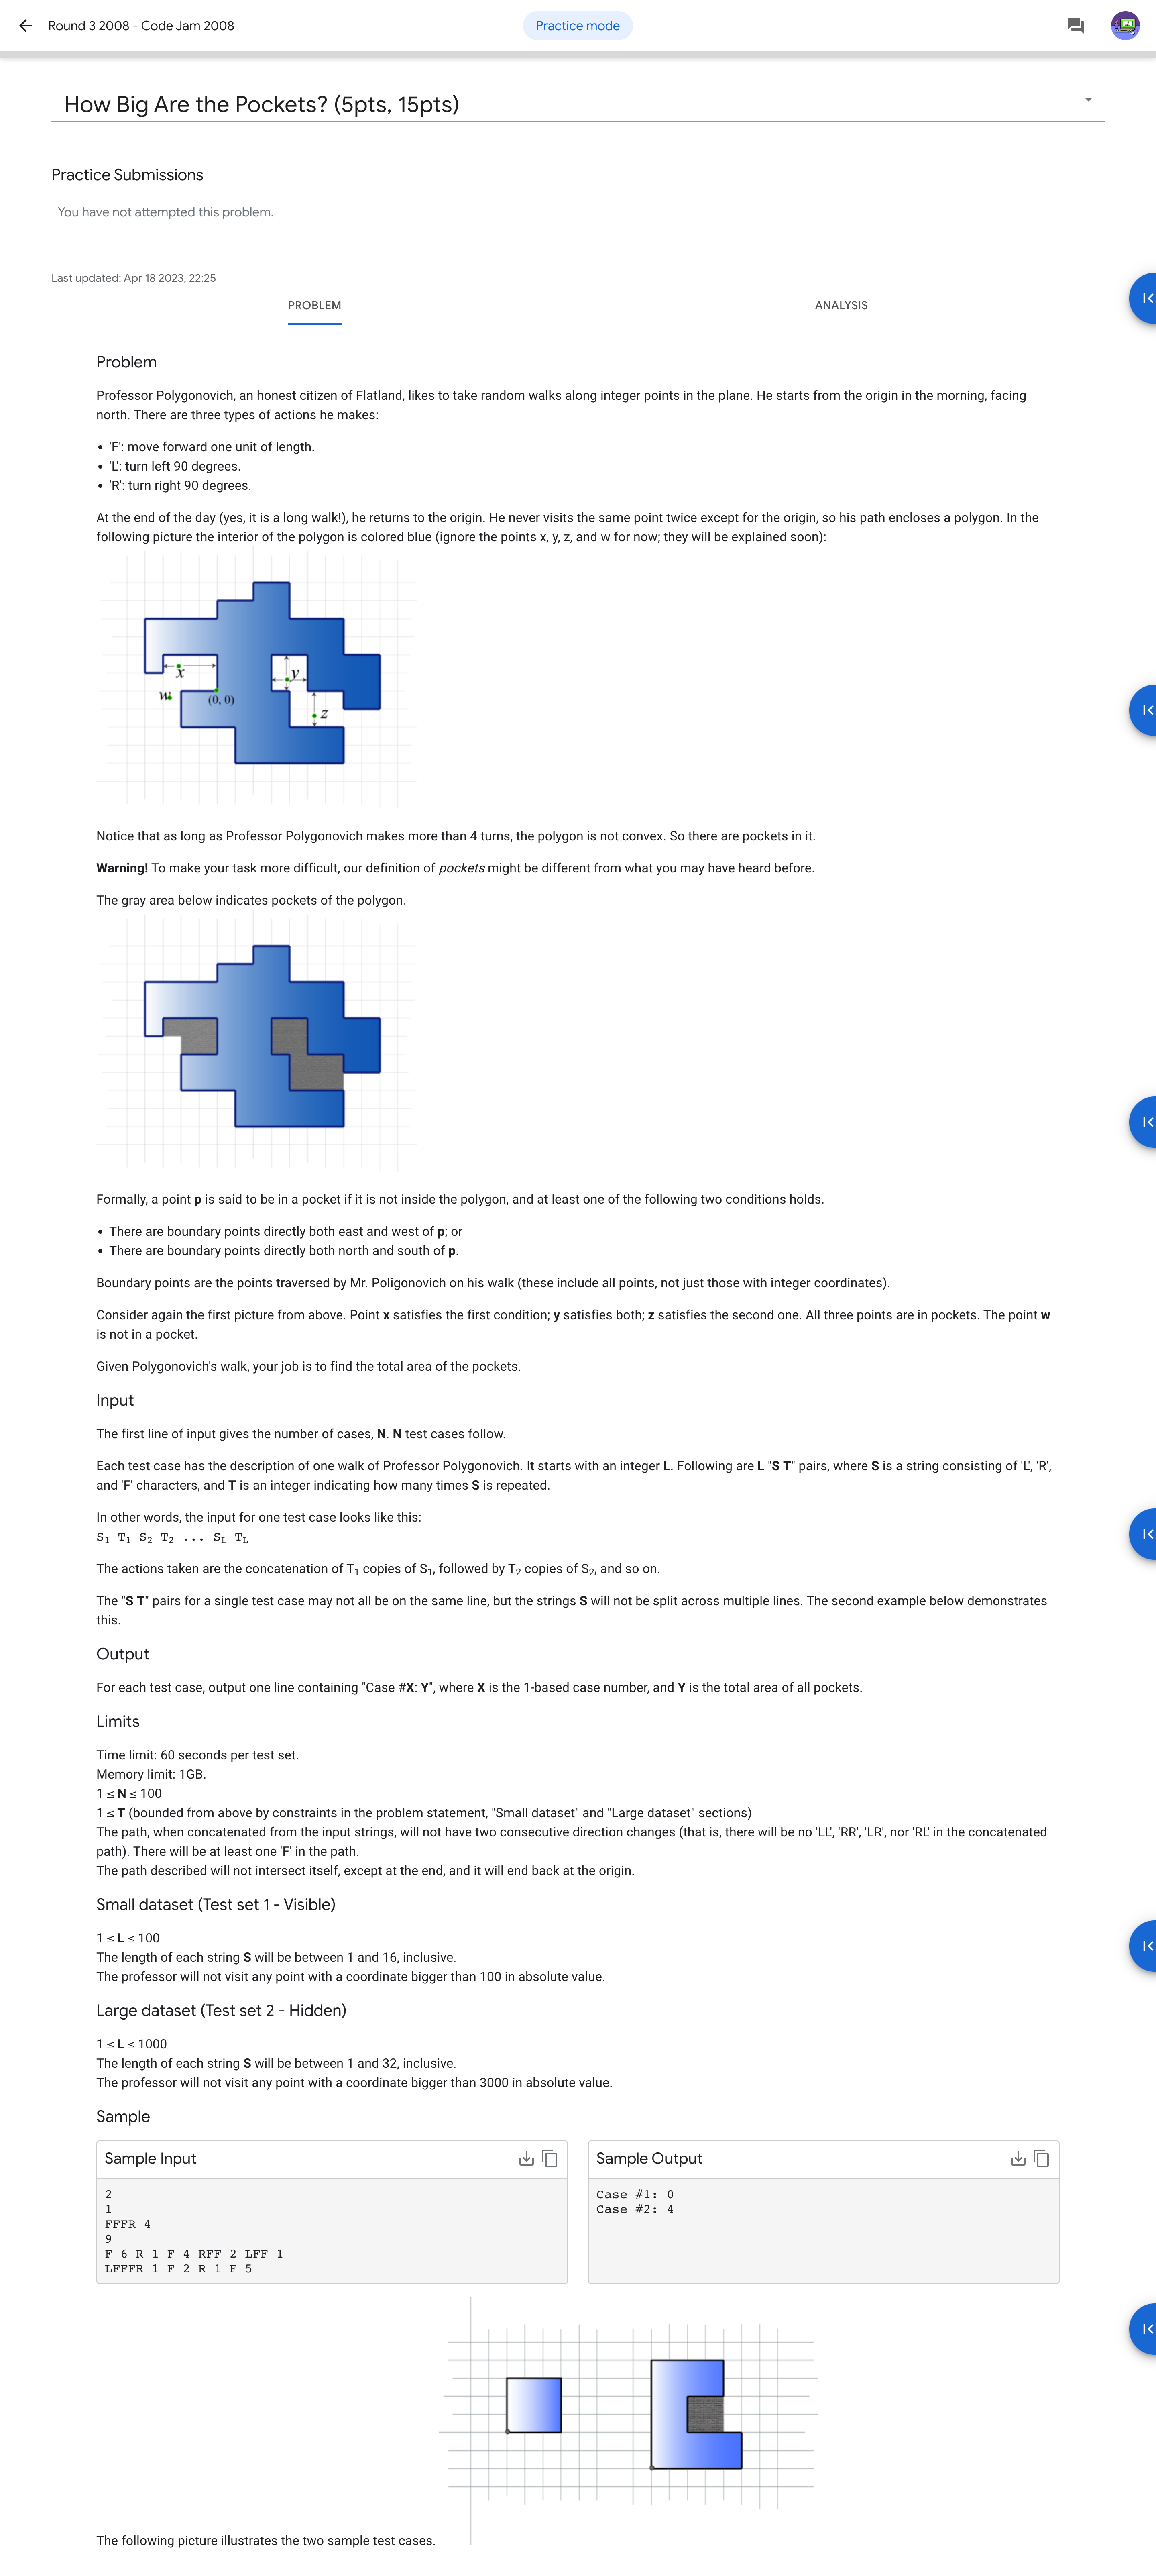 Round 3 2008 - Code Jam 2008
Practice mode
How Big Are the Pockets? (5pts, 15pts)
Practice Submissions
You have not attempted this problem.
Last updated: Apr 18 2023, 22:25
PROBLEM
ANALYSIS
Problem
Professor Polygonovich, an honest citizen of Flatland, likes to take random walks along integer points in the plane. He starts from the origin in the morning, facing
north. There are three types of actions he makes:
• 'F': move forward one unit of length.
• 'L': turn left 90 degrees.
• 'R': turn right 90 degrees.
At the end of the day (yes, it is a long walk!), he returns to the origin. He never visits the same point twice except for the origin, so his path encloses a polygon. In the
following picture the interior of the polygon is colored blue (ignore the points x, y, z, and w for now; they will be explained soon):
x
y
w
(0, 0)
z
Notice that as long as Professor Polygonovich makes more than 4 turns, the polygon is not convex. So there are pockets in it.
Warning! To make your task more difficult, our definition of pockets might be different from what you may have heard before.
The gray area below indicates pockets of the polygon.
Formally, a point p is said to be in a pocket if it is not inside the polygon, and at least one of the following two conditions holds.
• There are boundary points directly both east and west of p; or
• There are boundary points directly both north and south of p.
Boundary points are the points traversed by Mr. Poligonovich on his walk (these include all points, not just those with integer coordinates).
Consider again the first picture from above. Point x satisfies the first condition; y satisfies both; z satisfies the second one. All three points are in pockets. The point w
is not in a pocket.
Given Polygonovich's walk, your job is to find the total area of the pockets.
Input
The first line of input gives the number of cases, N. N test cases follow.
Each test case has the description of one walk of Professor Polygonovich. It starts with an integer L. Following are L "S T" pairs, where S is a string consisting of 'L', 'R',
and 'F' characters, and T is an integer indicating how many times S is repeated.
In other words, the input for one test case looks like this:
S1 T1 S2 T2 ... SL TL
The actions taken are the concatenation of T1 copies of S1, followed by T2 copies of S2, and so on.
The "S T" pairs for a single test case may not all be on the same line, but the strings S will not be split across multiple lines. The second example below demonstrates
this.
Output
For each test case, output one line containing "Case #X: Y", where X is the 1-based case number, and Y is the total area of all pockets.
Limits
Time limit: 60 seconds per test set.
Memory limit: 1GB.
1 ≤ N ≤ 100
1 ≤ T (bounded from above by constraints in the problem statement, "Small dataset" and "Large dataset" sections)
The path, when concatenated from the input strings, will not have two consecutive direction changes (that is, there will be no 'LL', 'RR', 'LR', nor 'RL' in the concatenated
path). There will be at least one 'F' in the path.
The path described will not intersect itself, except at the end, and it will end back at the origin.
Small dataset (Test set 1 - Visible)
1 ≤ L ≤ 100
The length of each string S will be between 1 and 16, inclusive.
The professor will not visit any point with a coordinate bigger than 100 in absolute value.
Large dataset (Test set 2 - Hidden)
1 ≤ L ≤ 1000
The length of each string S will be between 1 and 32, inclusive.
The professor will not visit any point with a coordinate bigger than 3000 in absolute value.
Sample
Sample Input
2
1
FFFR 4
9
F 6 R 1 F 4 RFF 2 LFF 1
LFFFR 1 F 2 R 1 F 5
Sample Output
Case #1: 0
Case #2: 4
The following picture illustrates the two sample test cases.